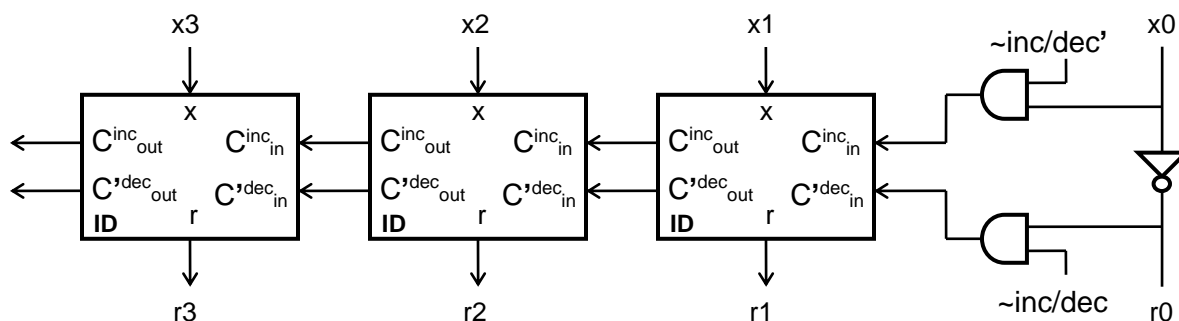 x3 x2 x1 x0
~inc/dec’
x x x
C^inc_out C^inc_in C^inc_out C^inc_in C^inc_out C^inc_in
C’^dec_out C’^dec_in C’^dec_out C’^dec_in C’^dec_out C’^dec_in
ID r ID r ID r
~inc/dec
r3 r2 r1 r0